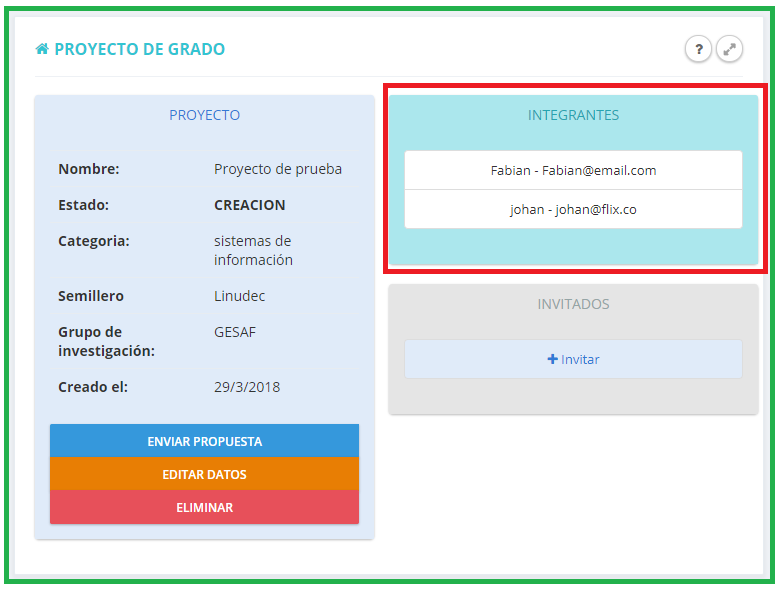 PROYECTO DE GRADO
?
PROYECTO
Nombre: Proyecto de prueba
Estado: CREACION
Categoria: sistemas de
información
Semillero Linudec
Grupo de GESAF
investigación:
Creado el: 29/3/2018
ENVIAR PROPUESTA
EDITAR DATOS
ELIMINAR
INTEGRANTES
Fabian - Fabian@email.com
johan - johan@flix.co
INVITADOS
+ Invitar